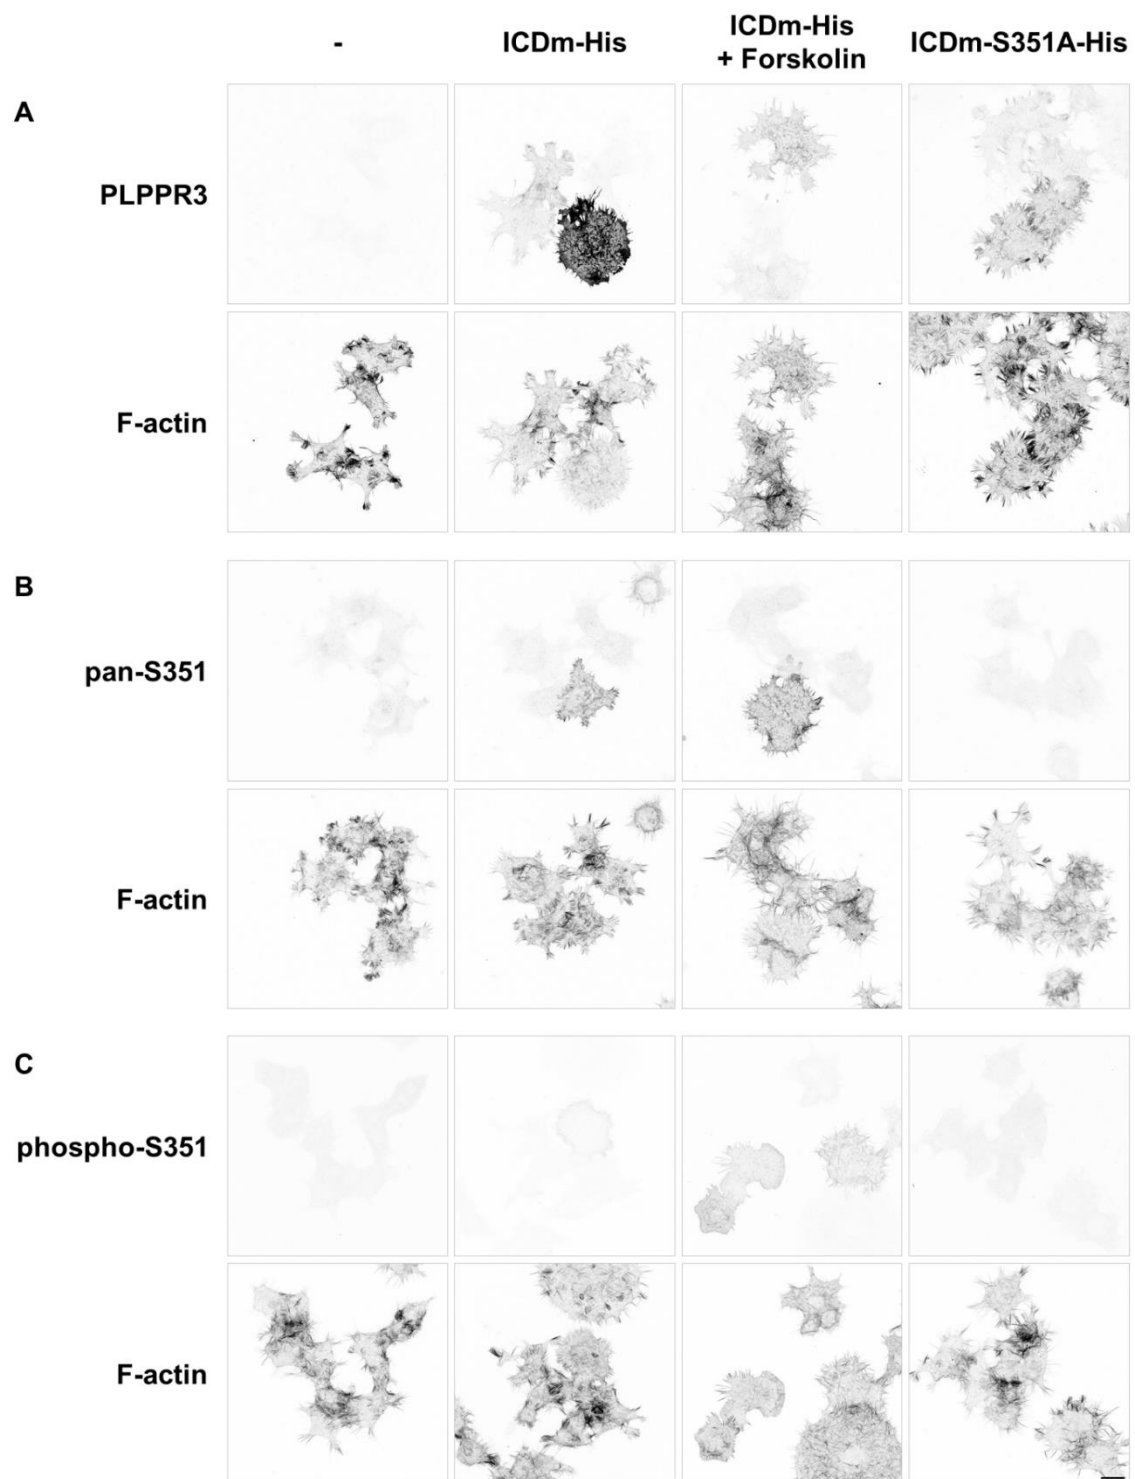 - ICDm-His ICDm-His + Forskolin ICDm-S351A-His
A
PLPPR3
F-actin
B
pan-S351
F-actin
C
phospho-S351
F-actin